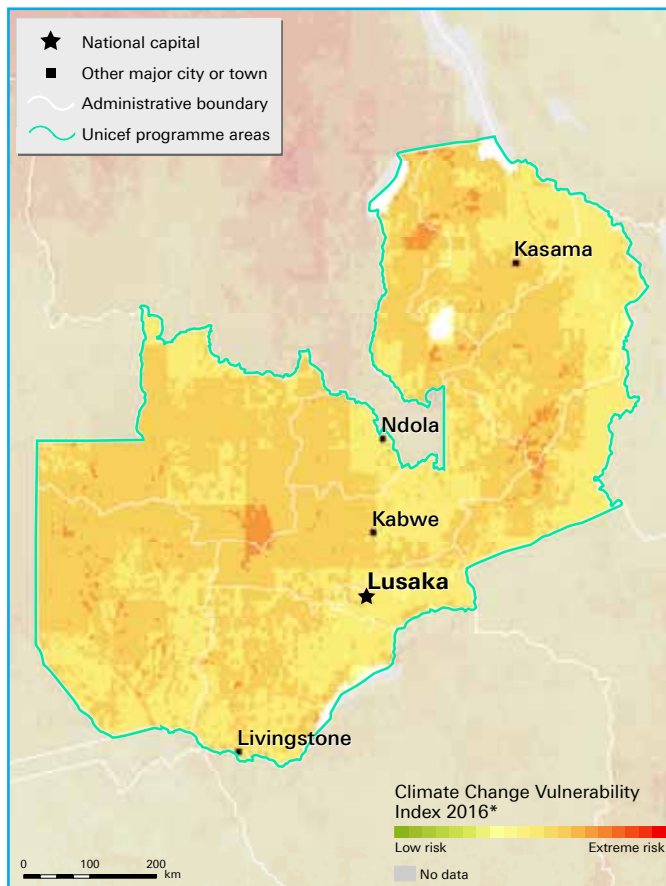 National capital
Other major city or town
Administrative boundary
Unicef programme areas
Kasama
Ndola
Kabwe
Lusaka
Livingstone
Climate Change Vulnerability
Index 2016*
Low risk Extreme risk
No data
0 100 200
km